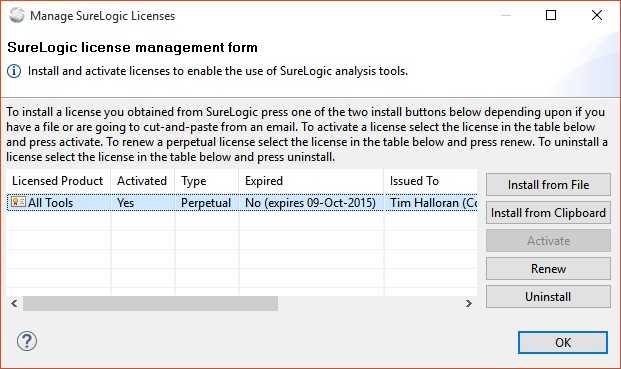 Manage SureLogic Licenses
SureLogic license management form
Install and activate licenses to enable the use of SureLogic analysis tools.
To install a license you obtained from SureLogic press one of the two install buttons below depending upon if you
have a file or are going to cut-and-paste from an email. To activate a license select the license in the table below
and press activate. To renew a perpetual license select the license in the table below and press renew. To uninstall a
license select the license in the table below and press uninstall.
Licensed Product Activated Type Expired Issued To
All Tools Yes Perpetual No (expires 09-Oct-2015) Tim Halloran (Co
Install from File
Install from Clipboard
Activate
Renew
Uninstall
?
OK